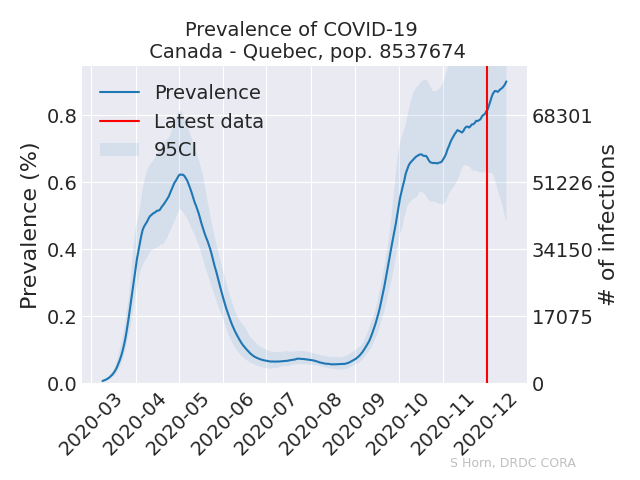 Prevalence of COVID-19
Canada - Quebec, pop. 8537674
Prevalence
Latest data
95CI
Prevalence (%)
0.8
0.6
0.4
0.2
0.0
68301
51226
34150
17075
0
# of infections
2020-03
2020-04
2020-05
2020-06
2020-07
2020-08
2020-09
2020-10
2020-11
2020-12
S Horn, DRDC CORA